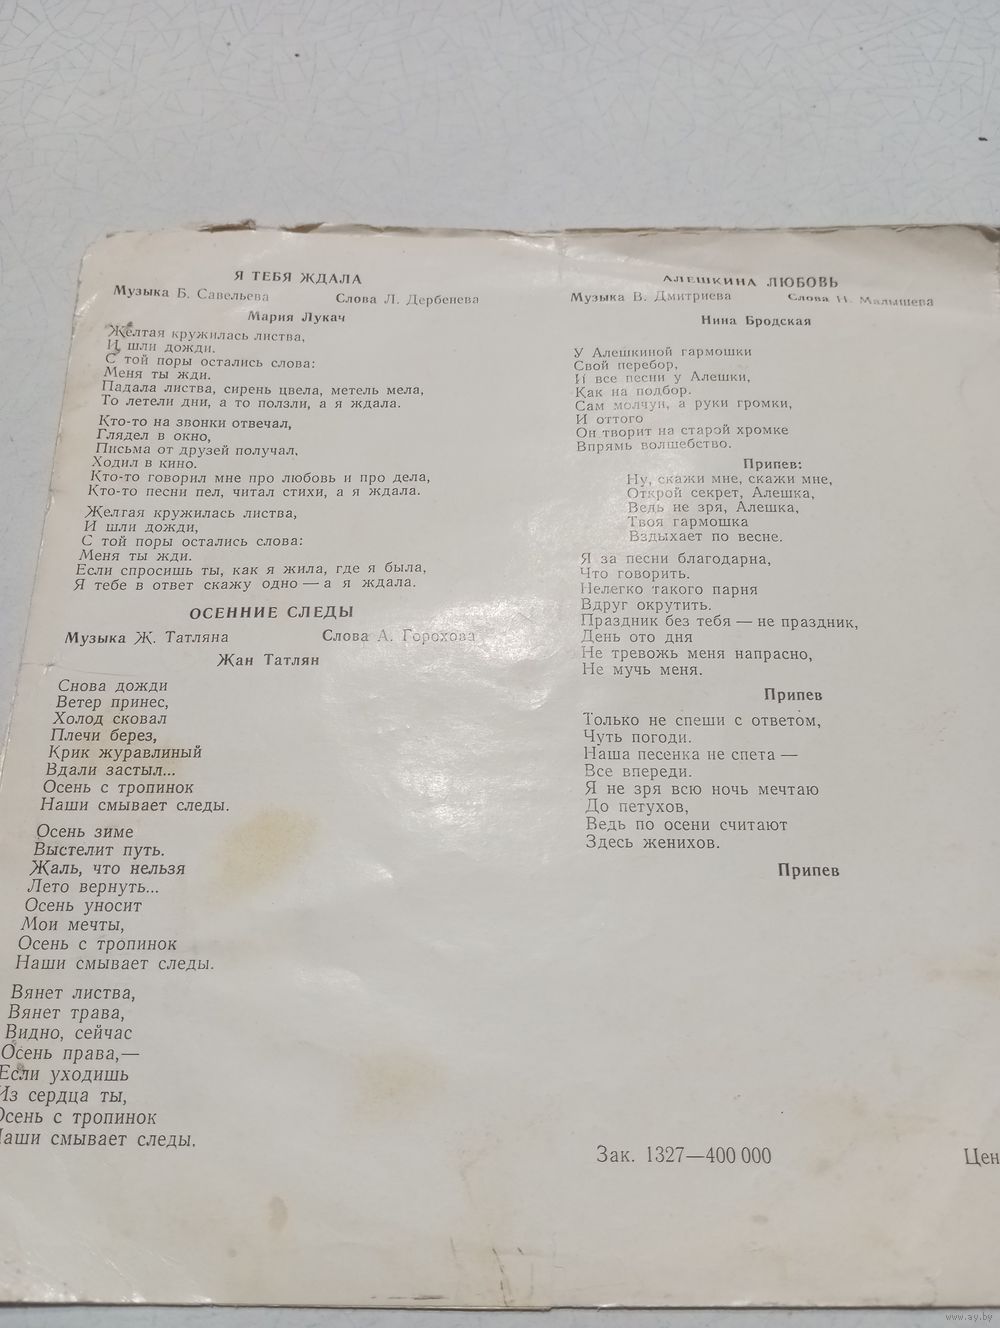 Я ТЕБЯ ЖДАЛА
Музыка Б. Савельева Слова Л. Дербенева
Мария Лукач
Желтая кружилась листва,
И шли дожди.
С той поры остались слова:
Меня ты жди.
Падала листва, сирень цвела, метель мела,
То летели дни, а то ползли, а я ждала.
Кто-то на звонки отвечал,
Глядел в окно,
Письма от друзей получал,
Ходил в кино.
Кто-то говорил мне про любовь и про дела,
Кто-то песни пел, читал стихи, а я ждала.
Желтая кружилась листва,
И шли дожди,
С той поры остались слова:
Меня ты жди.
Если спросишь ты, как я жила, где я была,
Я тебе в ответ скажу одно — а я ждала.
ОСЕННИЕ СЛЕДЫ
Музыка Ж. Татляна Слова А. Горохова
Жан Татлян
Снова дожди
Ветер принес,
Холод сковал
Плечи берез,
Крик журавлиный
Вдали застыл...
Осень с тропинок
Наши смывает следы.
Осень зиме
Выстелит путь.
Жаль, что нельзя
Лето вернуть...
Осень уносит
Мои мечты,
Осень с тропинок
Наши смывает следы.
Вянет листва,
Вянет трава,
Видно, сейчас
Осень права,—
Если уходишь
Из сердца ты,
Осень с тропинок
Наши смывает следы.
АЛЕШКИНА ЛЮБОВЬ
Музыка В. Дмитриева Слова Н. Малышева
Нина Бродская
У Алешкиной гармошки
Свой перебор,
И все песни у Алешки,
Как на подбор.
Сам молчун, а руки громки,
И оттого
Он творит на старой хромке
Впрямь волшебство.
Припев:
Ну, скажи мне, скажи мне,
Открой секрет, Алешка,
Ведь не зря, Алешка,
Твоя гармошка
Вздыхает по весне.
Я за песни благодарна,
Что говорить.
Нелегко такого парня
Вдруг окрутить.
Праздник без тебя — не праздник,
День ото дня
Не тревожь меня напрасно,
Не мучь меня.
Припев
Только не спеши с ответом,
Чуть погоди.
Наша песенка не спета —
Все впереди.
Я не зря всю ночь мечтаю
До петухов,
Ведь по осени считают
Здесь женихов.
Припев
Зак. 1327—400 000
Цен
www.ay.by